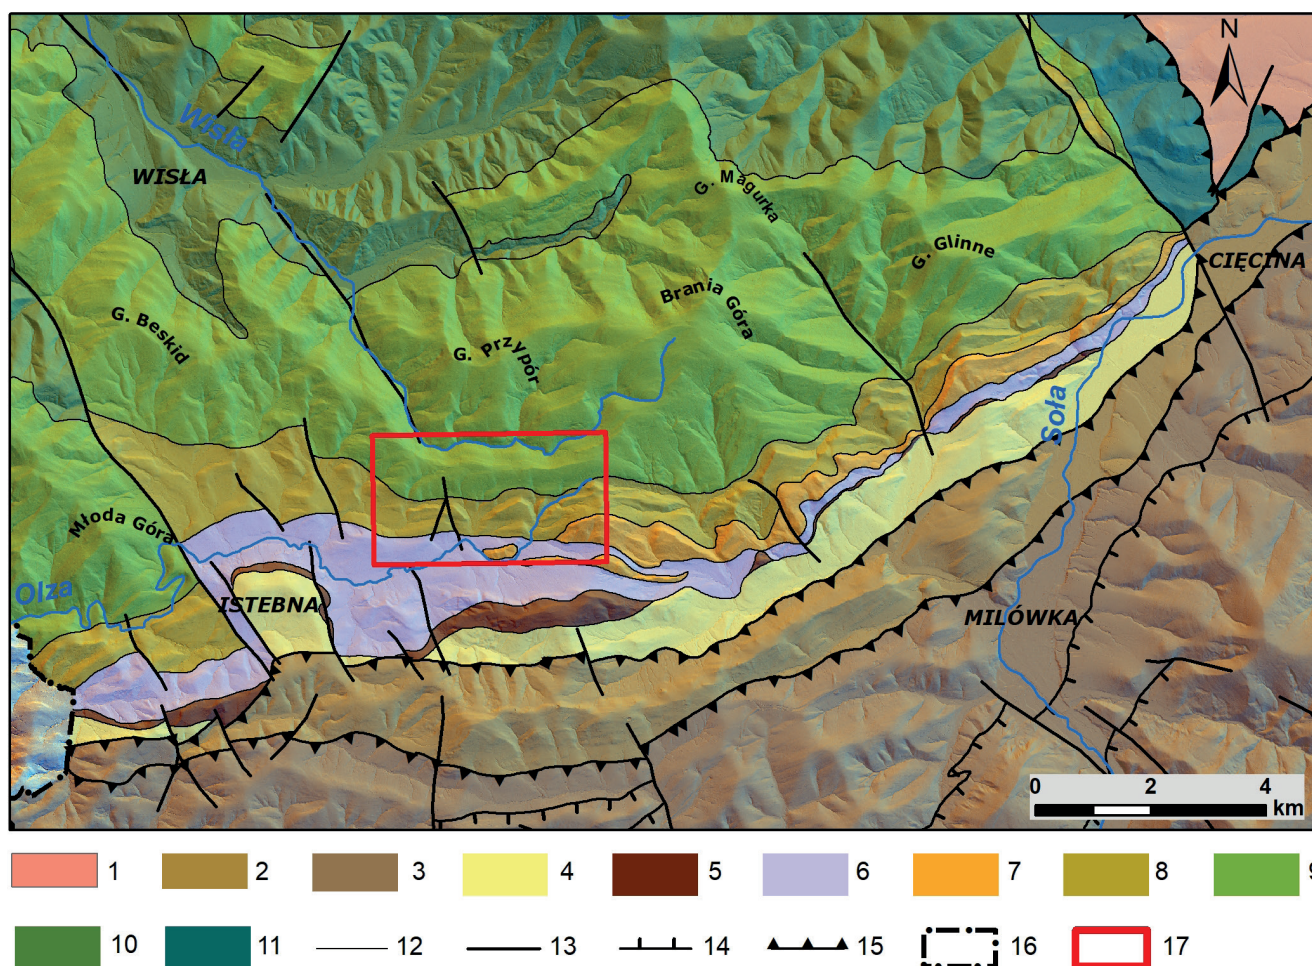 N
Wisła
WISŁA
G. Magurka
G. Glinne
CIĘCINA
G. Beskid
Brania Góra
G. Przypór
Soła
Młoda Góra
Olza
ISTEBNA
MILÓWKA
0 2 4
km
1 2 3 4 5 6 7 8 9
10 11 12 13 14 15 16 17